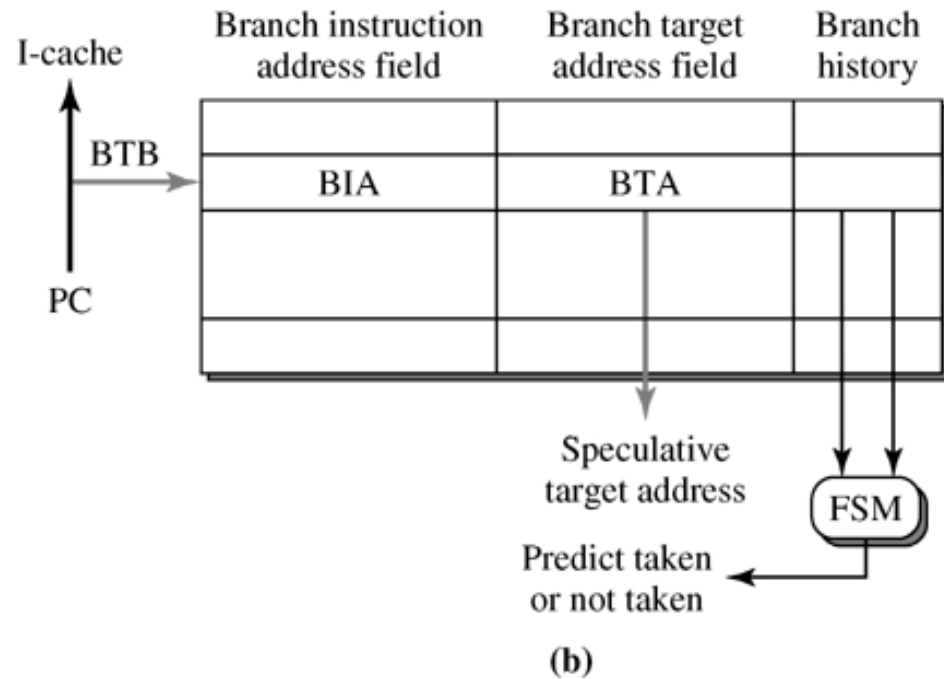 Branch instruction
address field
Branch target
address field
Branch
history
I-cache
BTB
BIA
BTA
PC
Speculative
target address
FSM
Predict taken
or not taken
(b)